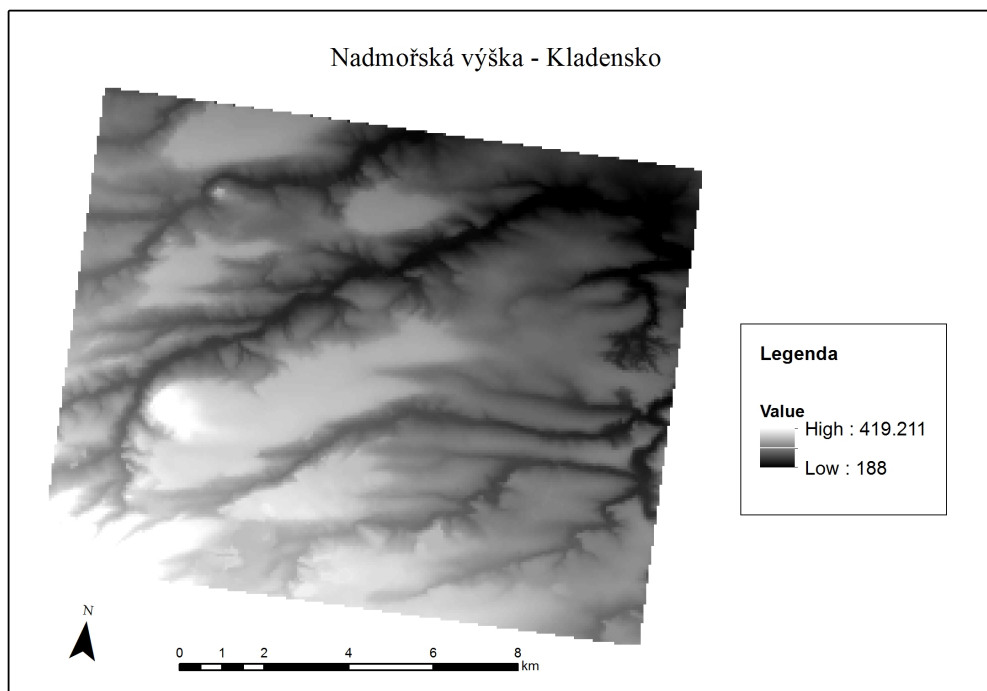 Nadmořská výška - Kladensko
Legenda
Value
High : 419.211
Low : 188
N
0 1 2 4 6 8
km